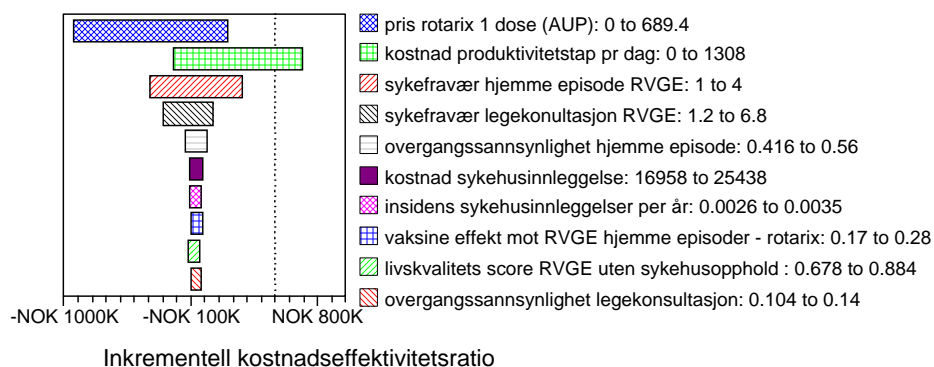 pris rotarix 1 dose (AUP): 0 to 689.4
kostnad produktivitetstap pr dag: 0 to 1308
sykefravær hjemme episode RVGE: 1 to 4
sykefravær legekonultasjon RVGE: 1.2 to 6.8
overgangssannsynlighet hjemme episode: 0.416 to 0.56
kostnad sykehusinnleggelse: 16958 to 25438
insidens sykehusinnleggelser per år: 0.0026 to 0.0035
vaksine effekt mot RVGE hjemme episoder - rotarix: 0.17 to 0.28
livskvalitets score RVGE uten sykehusopphold : 0.678 to 0.884
overgangssannsynlighet legekonsultasjon: 0.104 to 0.14
-NOK 1000K -NOK 100K NOK 800K
Inkrementell kostnadseffektivitetsratio